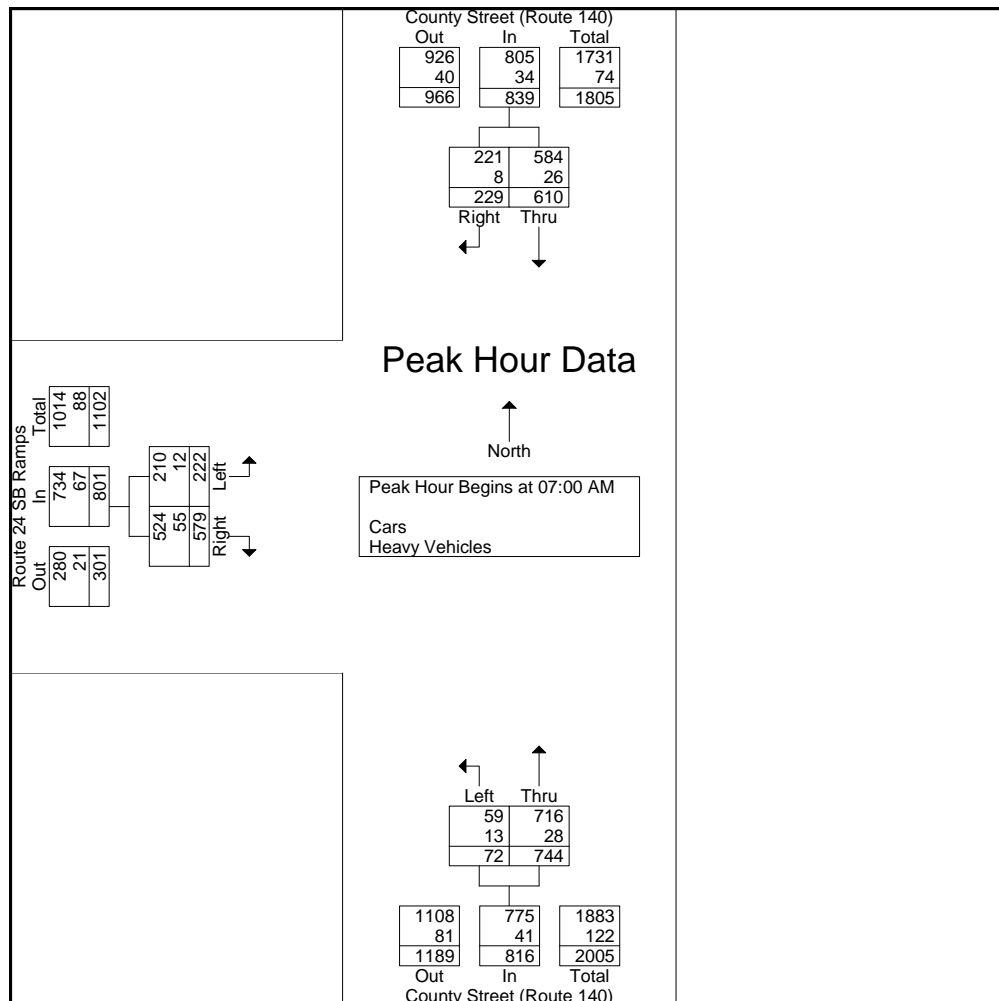 County Street (Route 140)
Out In Total
926 805 1731
40 34 74
966 839 1805
221 584
8 26
229 610
Right Thru
Peak Hour Data
North
Peak Hour Begins at 07:00 AM
Cars
Heavy Vehicles
Route 24 SB Ramps
Out In Total
280 734 1014
21 67 88
301 801 1102
524 210
55 12
579 222
Right Left
Left Thru
59 716
13 28
72 744
1108 775 1883
81 41 122
1189 816 2005
Out In Total
County Street (Route 140)